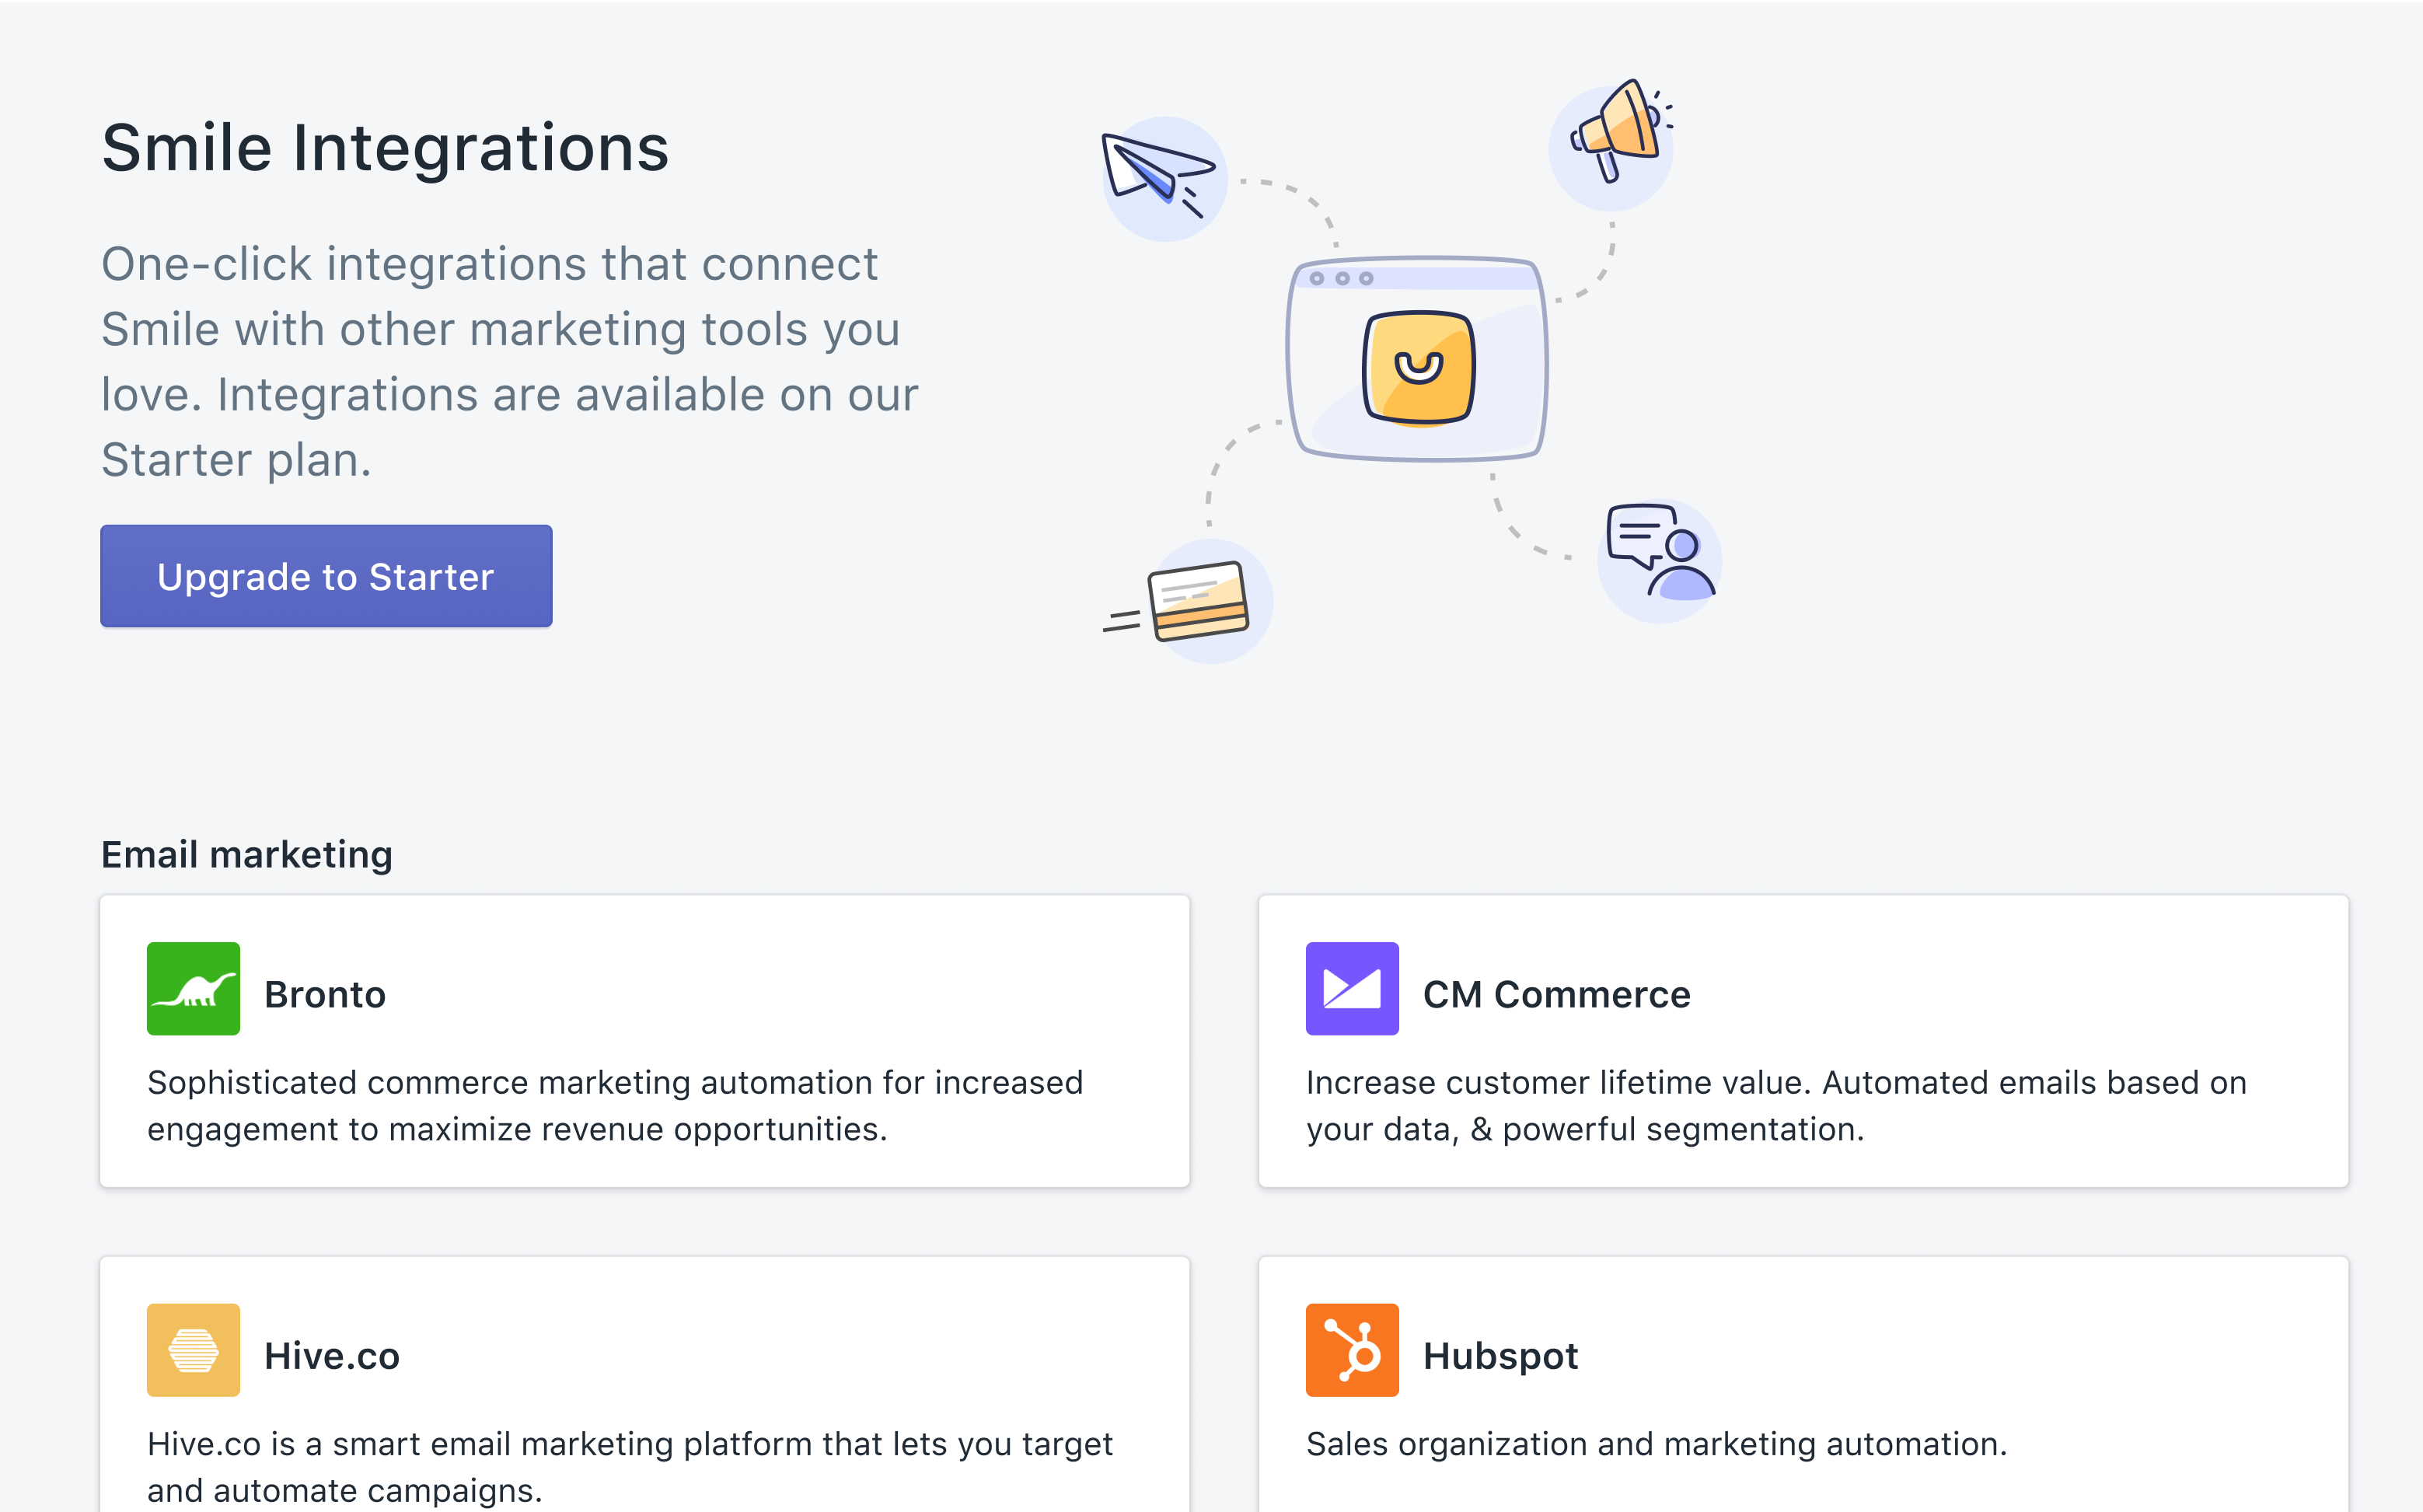 Smile Integrations
One-click integrations that connect
Smile with other marketing tools you
love. Integrations are available on our
Starter plan.
Upgrade to Starter
Email marketing
Bronto
Sophisticated commerce marketing automation for increased
engagement to maximize revenue opportunities.
CM Commerce
Increase customer lifetime value. Automated emails based on
your data, & powerful segmentation.
Hive.co
Hive.co is a smart email marketing platform that lets you target
and automate campaigns.
Hubspot
Sales organization and marketing automation.